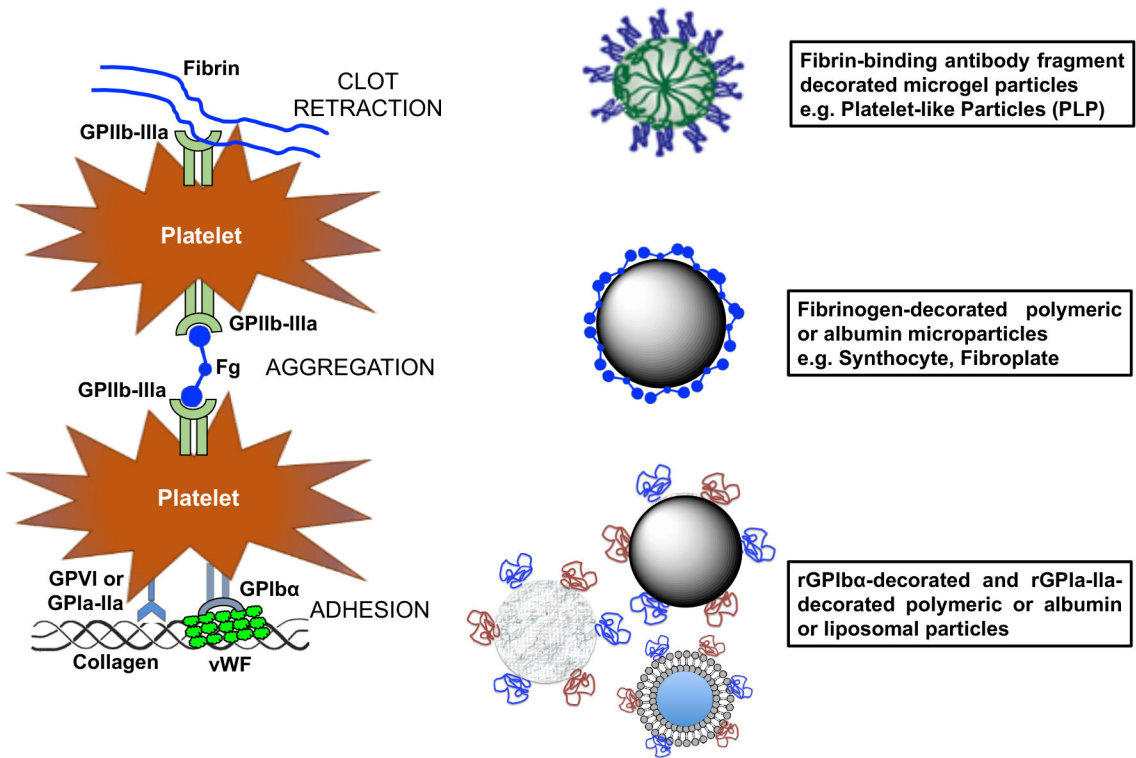 Fibrin
CLOT
RETRACTION
GPIIb-IIIa
Platelet
GPIIb-IIIa
Fg
AGGREGATION
GPIIb-IIIa
Platelet
GPVI or
GPIa-IIa
GPIbα
ADHESION
Collagen
vWF
Fibrin-binding antibody fragment
decorated microgel particles
e.g. Platelet-like Particles (PLP)
Fibrinogen-decorated polymeric
or albumin microparticles
e.g. Synthocyte, Fibroplate
rGPIbα-decorated and rGPIa-IIa-
decorated polymeric or albumin
or liposomal particles